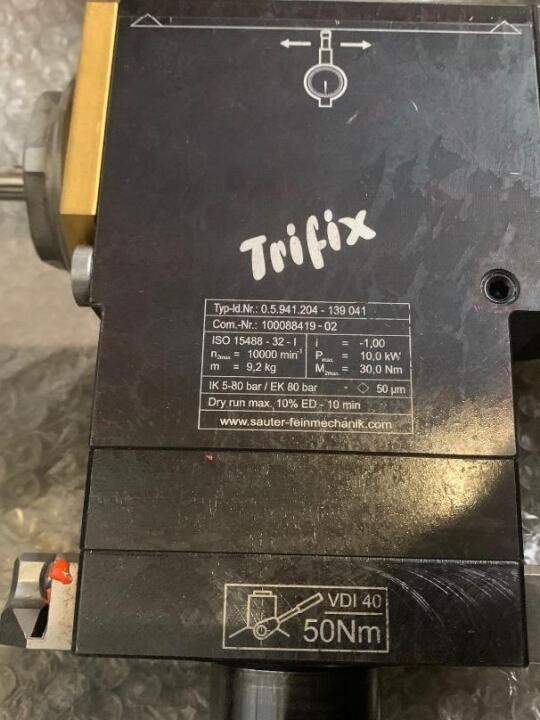 Trifix
Typ-Id.Nr.: 0.5.941.204 - 139 041
Com.-Nr.: 100088419 - 02
ISO 15488 - 32 - I
i = -1,00
n2max. = 10000 min-1
Pmax. = 10,0 kW
m = 9,2 kg
M2max. = 30,0 Nm
IK 5-80 bar / EK 80 bar - ◇ 50 µm
Dry run max. 10% ED - 10 min
www.sauter-feinmechanik.com
VDI 40
50Nm